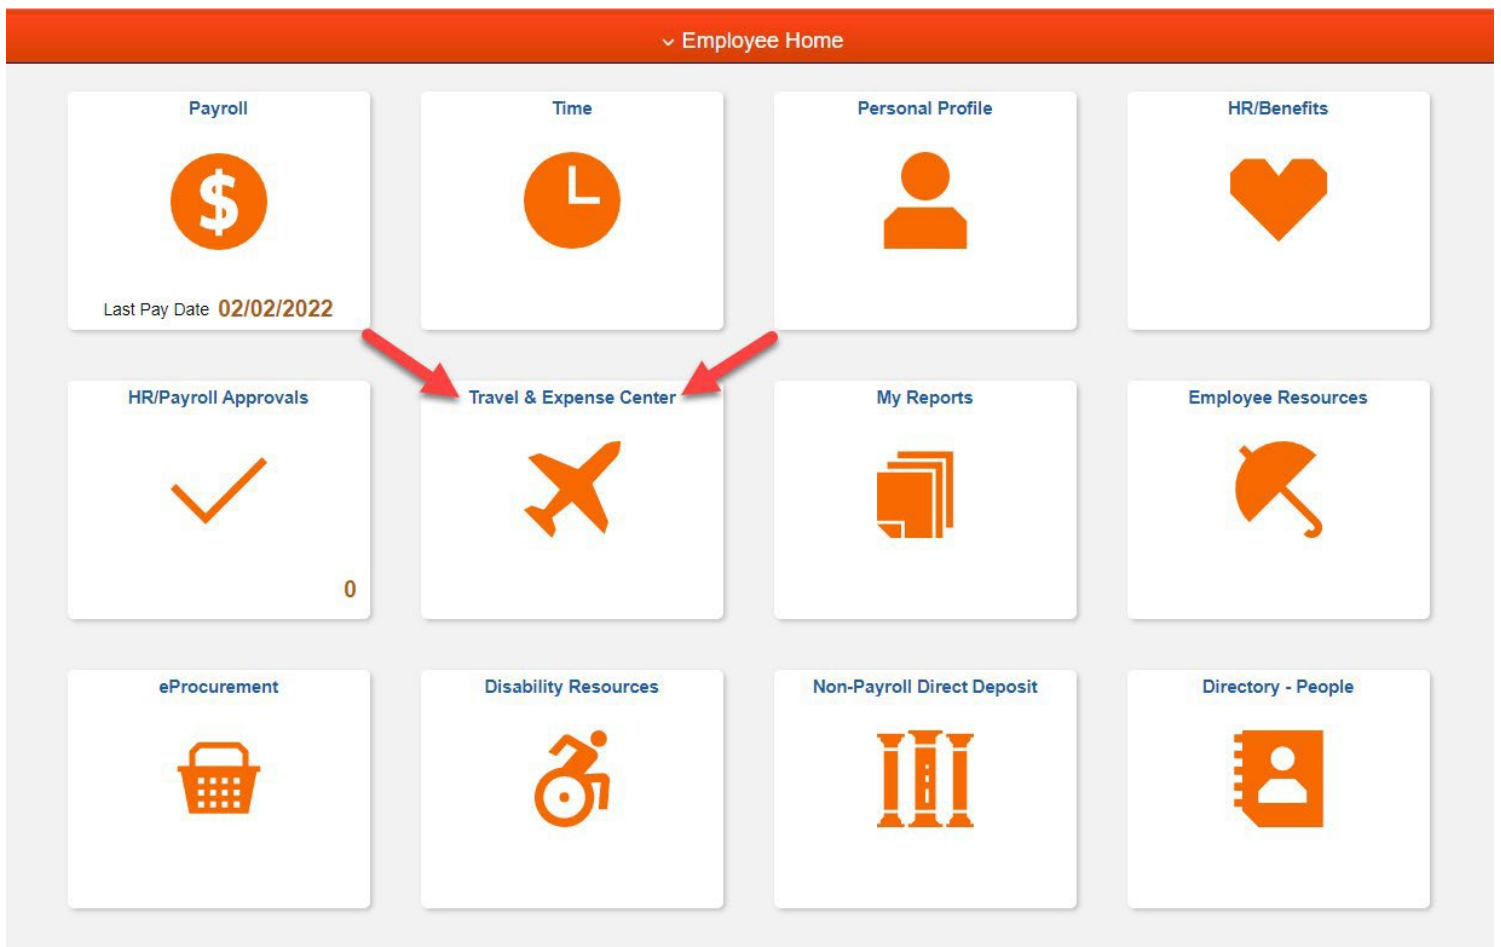 Employee Home
Payroll
Time
Personal Profile
HR/Benefits
$
Last Pay Date 02/02/2022
HR/Payroll Approvals
Travel & Expense Center
My Reports
Employee Resources
0
eProcurement
Disability Resources
Non-Payroll Direct Deposit
Directory - People